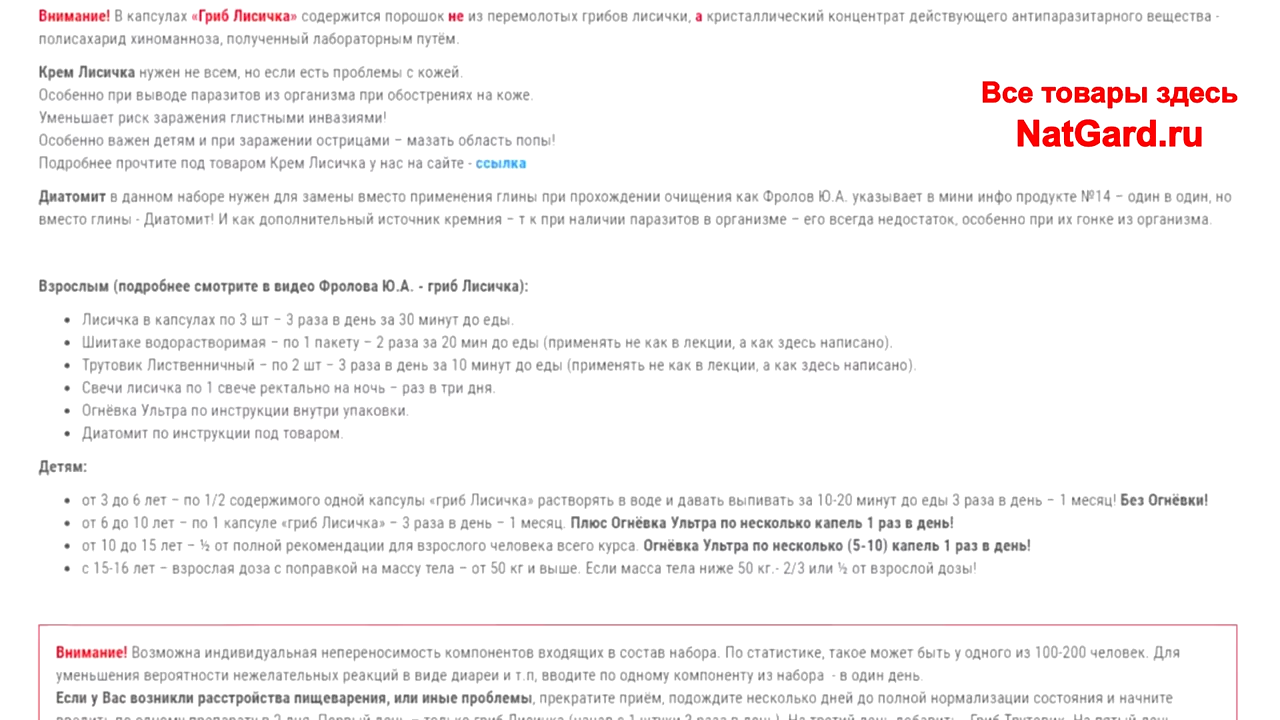 Внимание! В капсулах «Гриб Лисичка» содержится порошок не из перемолотых грибов лисички, а кристаллический концентрат действующего антипаразитарного вещества -
полисахарид хиноманноза, полученный лабораторным путём.
Крем Лисичка нужен не всем, но если есть проблемы с кожей.
Особенно при выводе паразитов из организма при обострениях на коже.
Уменьшает риск заражения глистными инвазиями!
Особенно важен детям и при заражении острицами – мазать область попы!
Подробнее прочтите под товаром Крем Лисичка у нас на сайте - ссылка
Все товары здесь
NatGard.ru
Диатомит в данном наборе нужен для замены вместо применения глины при прохождении очищения как Фролов Ю.А. указывает в мини инфо продукте №14 – один в один, но
вместо глины - Диатомит! И как дополнительный источник кремния – т к при наличии паразитов в организме – его всегда недостаток, особенно при их гонке из организма.
Взрослым (подробнее смотрите в видео Фролова Ю.А. - гриб Лисичка):
• Лисичка в капсулах по 3 шт – 3 раза в день за 30 минут до еды.
• Шиитаке водорастворимая – по 1 пакету – 2 раза за 20 мин до еды (применять не как в лекции, а как здесь написано).
• Трутовик Лиственничный – по 2 шт – 3 раза в день за 10 минут до еды (применять не как в лекции, а как здесь написано).
• Свечи лисичка по 1 свече ректально на ночь – раз в три дня.
• Огнёвка Ультра по инструкции внутри упаковки.
• Диатомит по инструкции под товаром.
Детям:
• от 3 до 6 лет – по 1/2 содержимого одной капсулы «гриб Лисичка» растворять в воде и давать выпивать за 10-20 минут до еды 3 раза в день – 1 месяц! Без Огнёвки!
• от 6 до 10 лет – по 1 капсуле «гриб Лисичка» – 3 раза в день – 1 месяц. Плюс Огнёвка Ультра по несколько капель 1 раз в день!
• от 10 до 15 лет – ½ от полной рекомендации для взрослого человека всего курса. Огнёвка Ультра по несколько (5-10) капель 1 раз в день!
• с 15-16 лет – взрослая доза с поправкой на массу тела – от 50 кг и выше. Если масса тела ниже 50 кг.- 2/3 или ½ от взрослой дозы!
Внимание! Возможна индивидуальная непереносимость компонентов входящих в состав набора. По статистике, такое может быть у одного из 100-200 человек. Для
уменьшения вероятности нежелательных реакций в виде диареи и т.п, вводите по одному компоненту из набора - в один день.
Если у Вас возникли расстройства пищеварения, или иные проблемы, прекратите приём, подождите несколько дней до полной нормализации состояния и начните